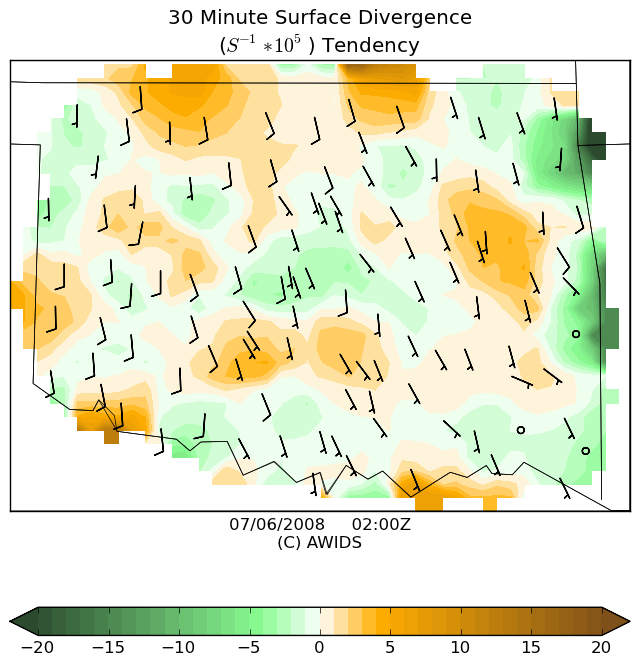 30 Minute Surface Divergence
(S⁻¹ *10⁵ ) Tendency
07/06/2008 02:00Z
(C) AWIDS
−20 −15 −10 −5 0 5 10 15 20